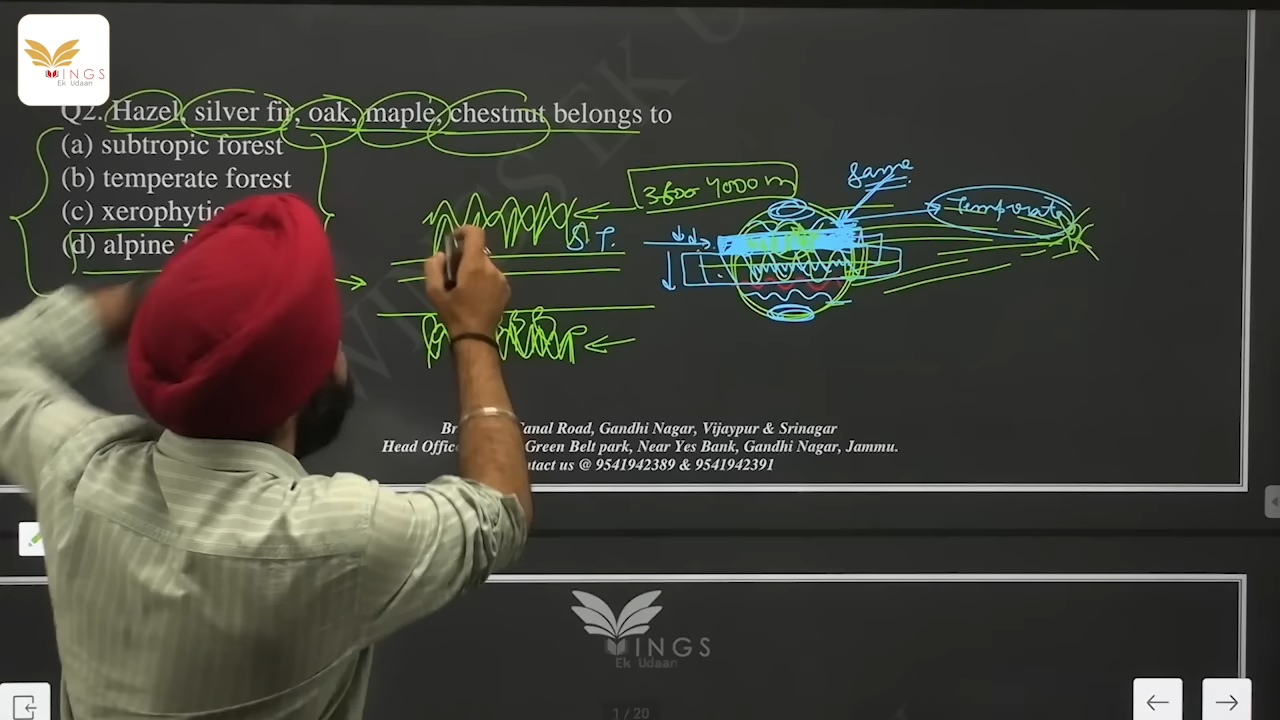 WINGS
Ek Udaan
Q2. Hazel, silver fir, oak, maple, chestnut belongs to
(a) subtropic forest
(b) temperate forest
(c) xerophytic
(d) alpine
3600 4000 m
Same
Temporate
S.T.
Canal Road, Gandhi Nagar, Vijaypur & Srinagar
Head Office Green Belt park, Near Yes Bank, Gandhi Nagar, Jammu.
us @ 9541942389 & 9541942391
WINGS
Ek Udaan
1 / 20